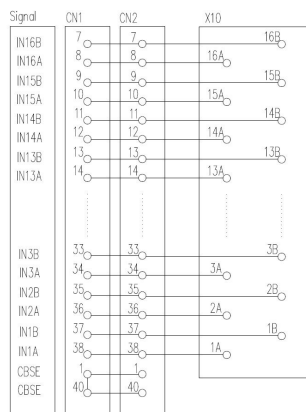 Signal CN1 CN2 X10
IN16B 7 7 16B
IN16A 8 8 16A
IN15B 9 9 15B
IN15A 10 10 15A
IN14B 11 11 14B
IN14A 12 12 14A
IN13B 13 13 13B
IN13A 14 14 13A
IN3B 33 33 3B
IN3A 34 34 3A
IN2B 35 35 2B
IN2A 36 36 2A
IN1B 37 37 1B
IN1A 38 38 1A
CBSE 1 1
CBSE 40 40